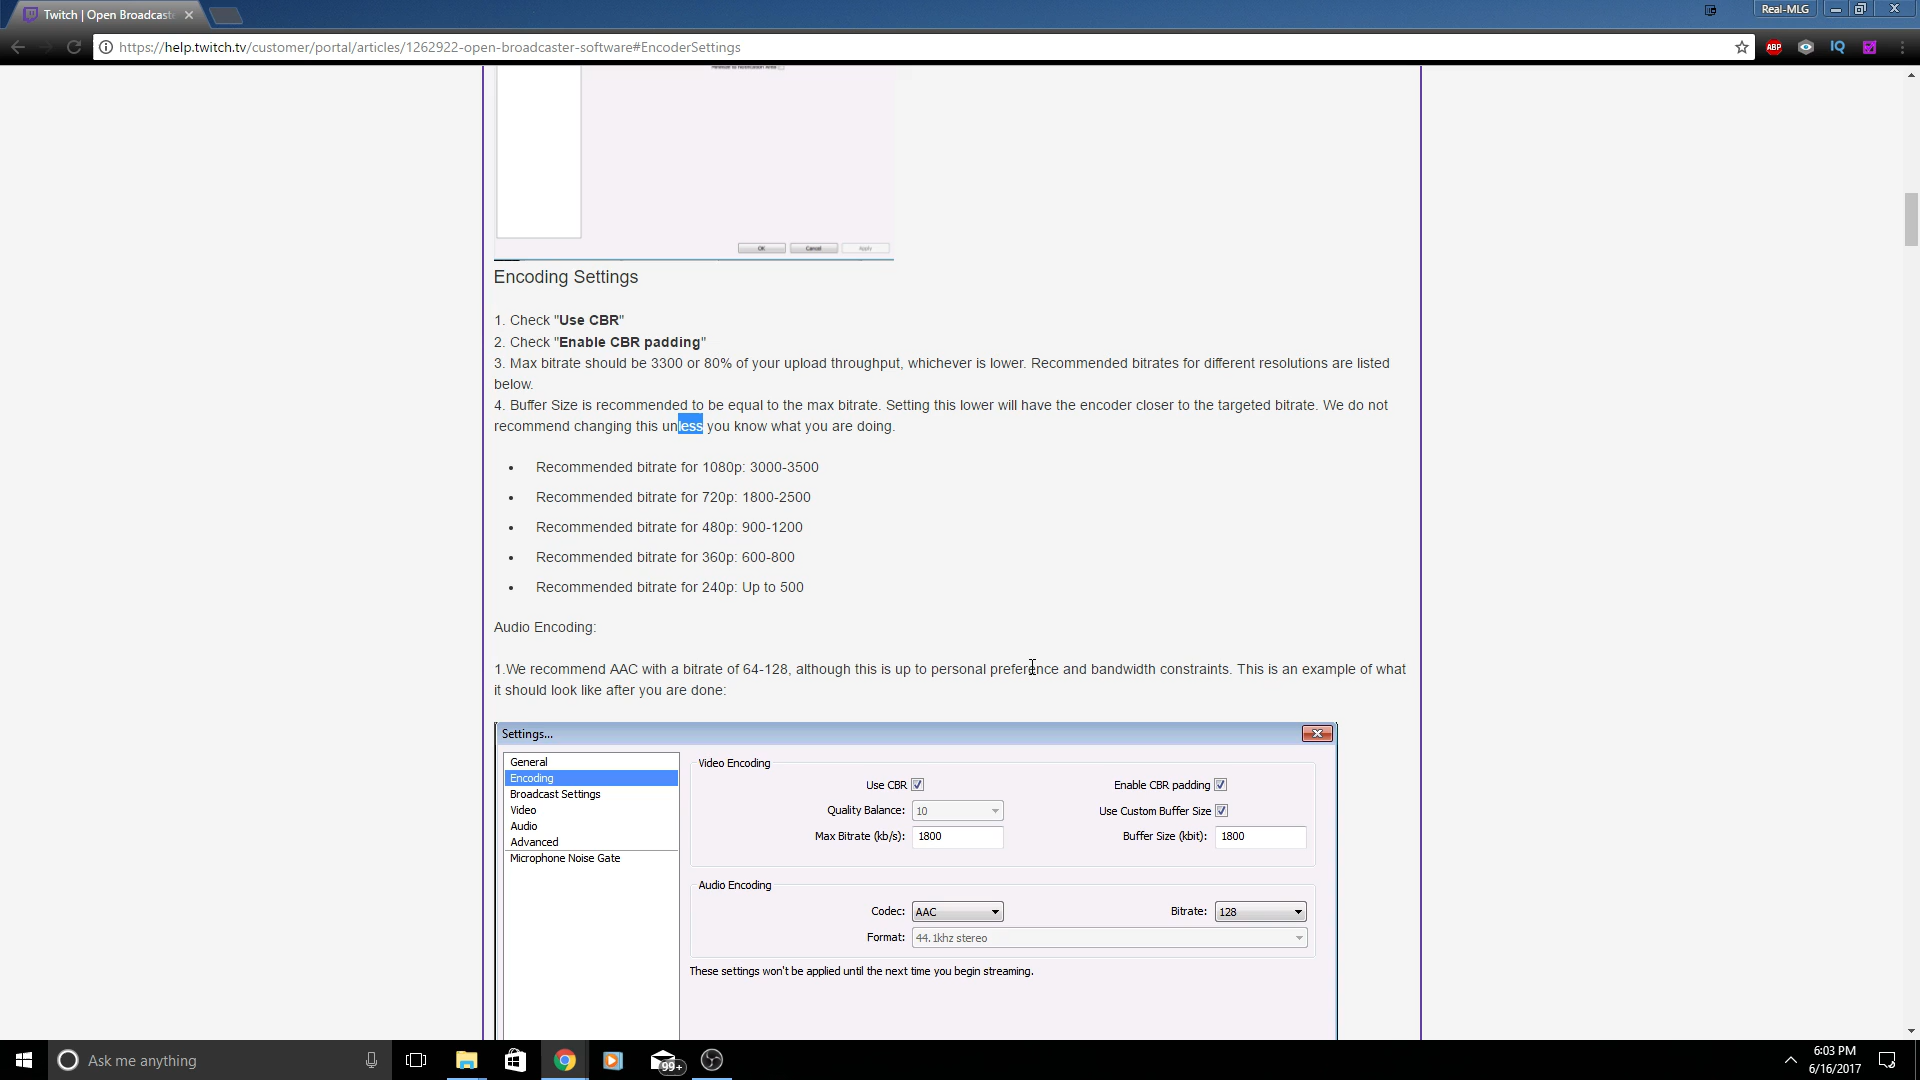 Twitch | Open Broadcaste
Real-MLG
https://help.twitch.tv/customer/portal/articles/1262922-open-broadcaster-software#EncoderSettings
ABP
IQ
OK Cancel Apply
Encoding Settings
1. Check "Use CBR"
2. Check "Enable CBR padding"
3. Max bitrate should be 3300 or 80% of your upload throughput, whichever is lower. Recommended bitrates for different resolutions are listed
below.
4. Buffer Size is recommended to be equal to the max bitrate. Setting this lower will have the encoder closer to the targeted bitrate. We do not
recommend changing this unless you know what you are doing.
• Recommended bitrate for 1080p: 3000-3500
• Recommended bitrate for 720p: 1800-2500
• Recommended bitrate for 480p: 900-1200
• Recommended bitrate for 360p: 600-800
• Recommended bitrate for 240p: Up to 500
Audio Encoding:
1.We recommend AAC with a bitrate of 64-128, although this is up to personal preference and bandwidth constraints. This is an example of what
it should look like after you are done:
Settings...
General
Encoding
Broadcast Settings
Video
Audio
Advanced
Microphone Noise Gate
Video Encoding
Use CBR
Enable CBR padding
Quality Balance: 10
Use Custom Buffer Size
Max Bitrate (kb/s): 1800
Buffer Size (kbit): 1800
Audio Encoding
Codec: AAC
Bitrate: 128
Format: 44.1khz stereo
These settings won't be applied until the next time you begin streaming.
Ask me anything
99+
6:03 PM
6/16/2017